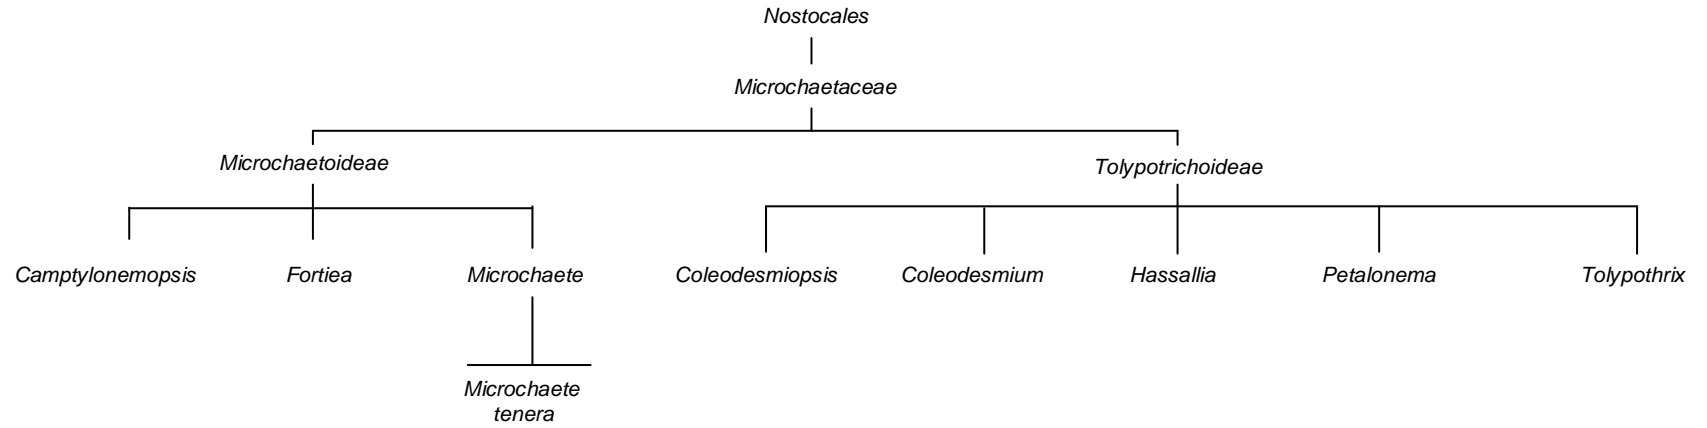 Nostocales
Microchaetaceae
Microchaetoideae
Tolypotrichoideae
Camptylonemopsis
Fortiea
Microchaete
Coleodesmiopsis
Coleodesmium
Hassallia
Petalonema
Tolypothrix
Microchaete
tenera